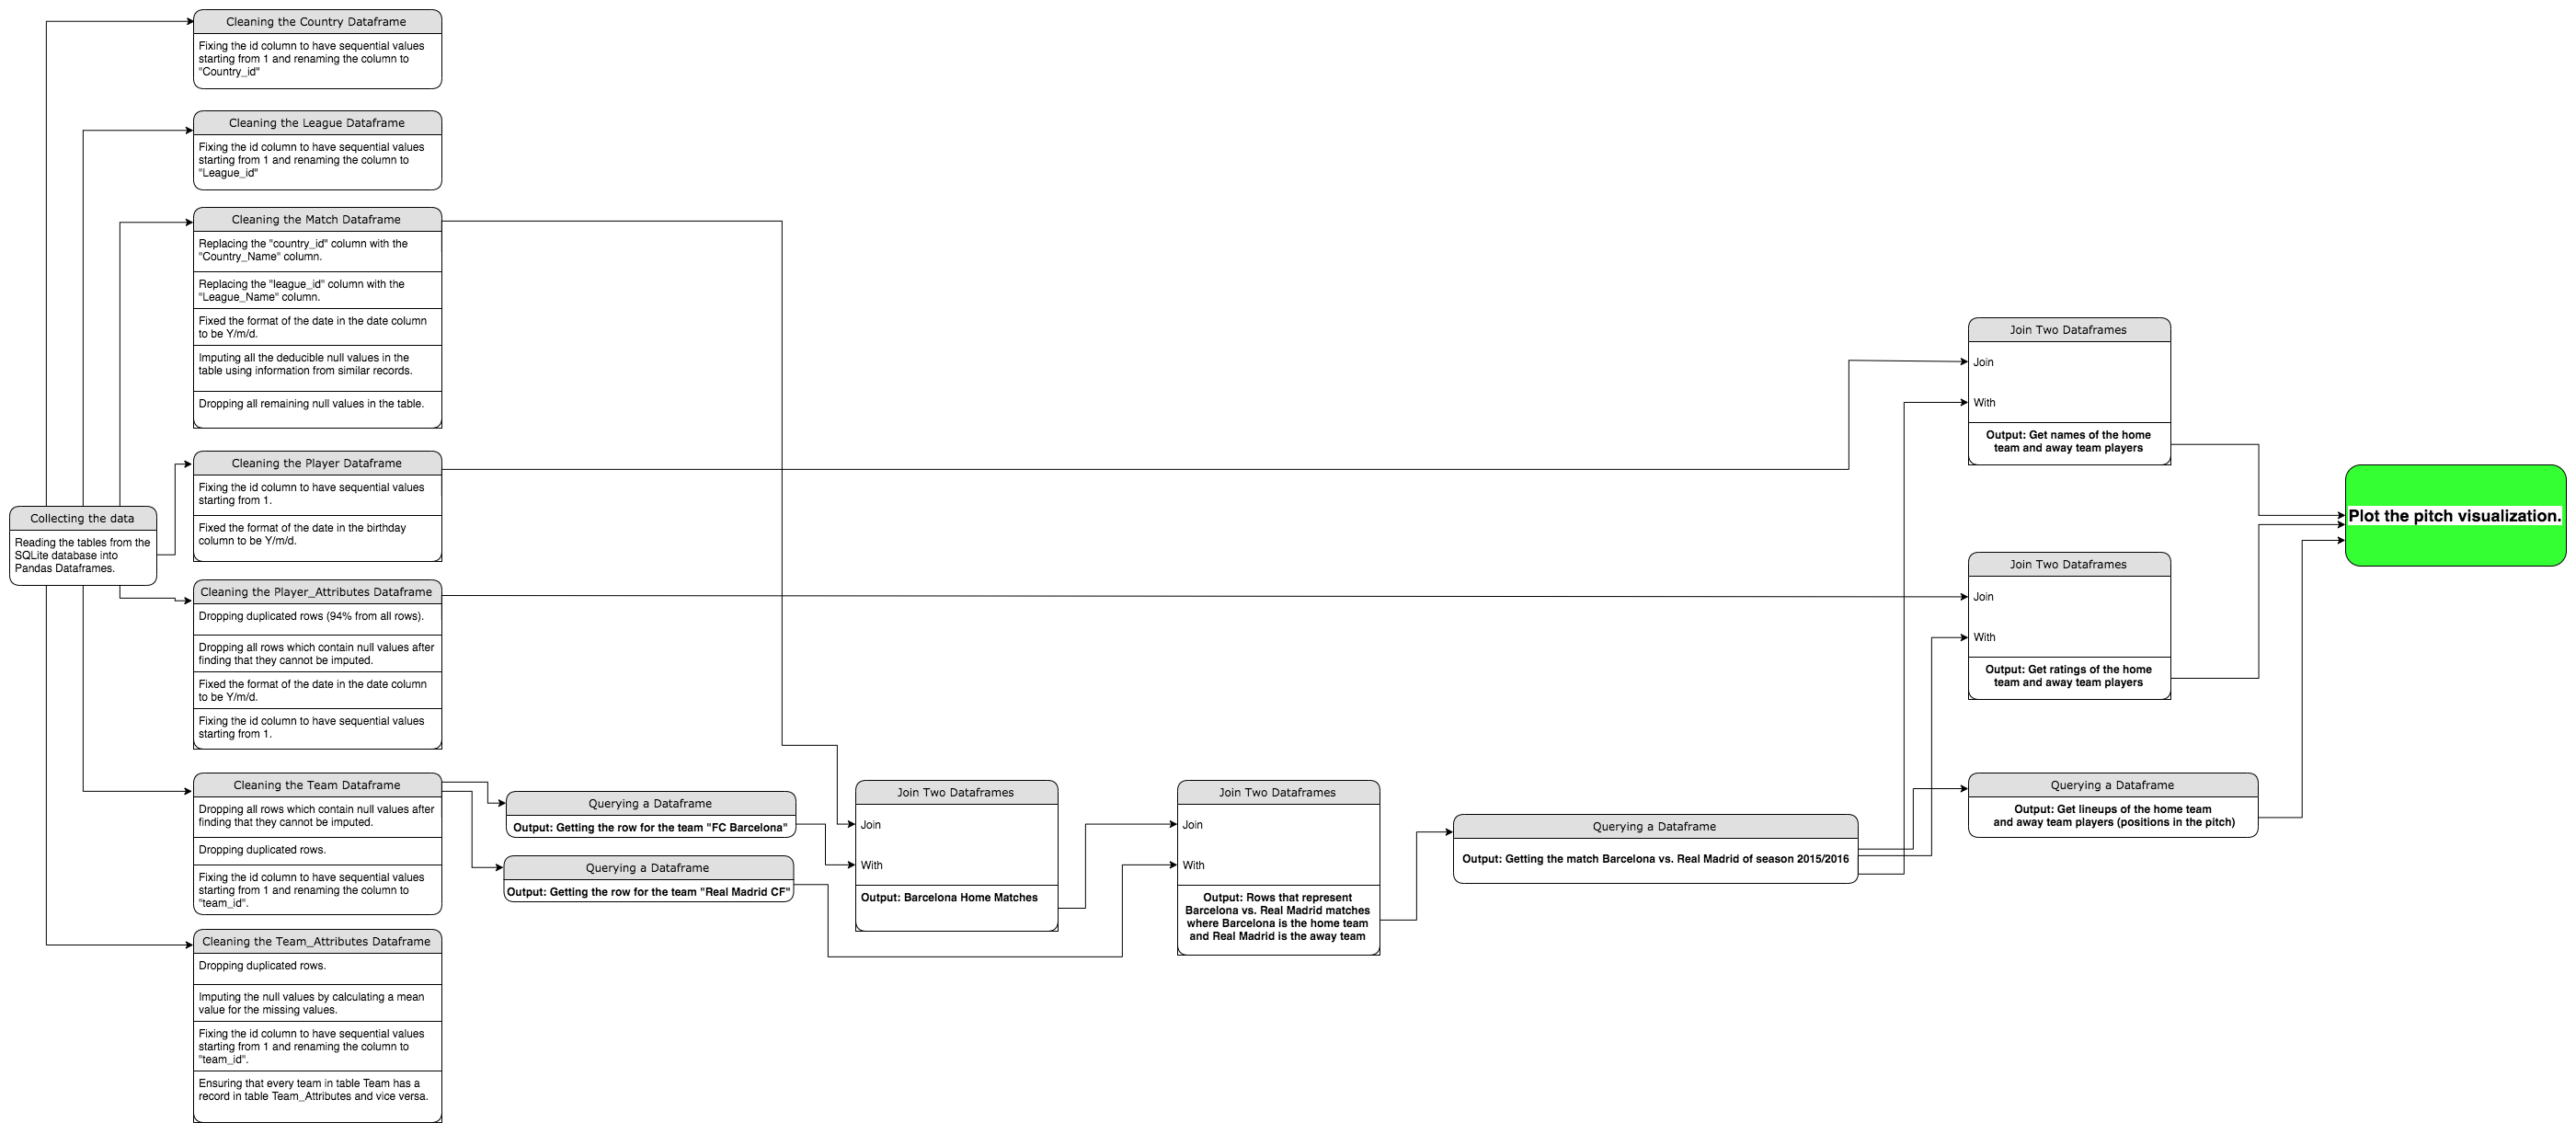 Cleaning the Country Dataframe
Fixing the id column to have sequential values
starting from 1 and renaming the column to
"Country_id"
Cleaning the League Dataframe
Fixing the id column to have sequential values
starting from 1 and renaming the column to
"League_id"
Cleaning the Match Dataframe
Replacing the "country_id" column with the
"Country_Name" column.
Replacing the "league_id" column with the
"League_Name" column.
Fixed the format of the date in the date column
to be Y/m/d.
Imputing all the deducible null values in the
table using information from similar records.
Dropping all remaining null values in the table.
Collecting the data
Reading the tables from the
SQLite database into
Pandas Dataframes.
Cleaning the Player Dataframe
Fixing the id column to have sequential values
starting from 1.
Fixed the format of the date in the birthday
column to be Y/m/d.
Cleaning the Player_Attributes Dataframe
Dropping duplicated rows (94% from all rows).
Dropping all rows which contain null values after
finding that they cannot be imputed.
Fixed the format of the date in the date column
to be Y/m/d.
Fixing the id column to have sequential values
starting from 1.
Cleaning the Team Dataframe
Dropping all rows which contain null values after
finding that they cannot be imputed.
Dropping duplicated rows.
Fixing the id column to have sequential values
starting from 1 and renaming the column to
"team_id".
Cleaning the Team_Attributes Dataframe
Dropping duplicated rows.
Imputing the null values by calculating a mean
value for the missing values.
Fixing the id column to have sequential values
starting from 1 and renaming the column to
"team_id".
Ensuring that every team in table Team has a
record in table Team_Attributes and vice versa.
Querying a Dataframe
Output: Getting the row for the team "FC Barcelona"
Querying a Dataframe
Output: Getting the row for the team "Real Madrid CF"
Join Two Dataframes
Join
With
Output: Barcelona Home Matches
Join Two Dataframes
Join
With
Output: Rows that represent
Barcelona vs. Real Madrid matches
where Barcelona is the home team
and Real Madrid is the away team
Querying a Dataframe
Output: Getting the match Barcelona vs. Real Madrid of season 2015/2016
Join Two Dataframes
Join
With
Output: Get names of the home
team and away team players
Join Two Dataframes
Join
With
Output: Get ratings of the home
team and away team players
Querying a Dataframe
Output: Get lineups of the home team
and away team players (positions in the pitch)
Plot the pitch visualization.